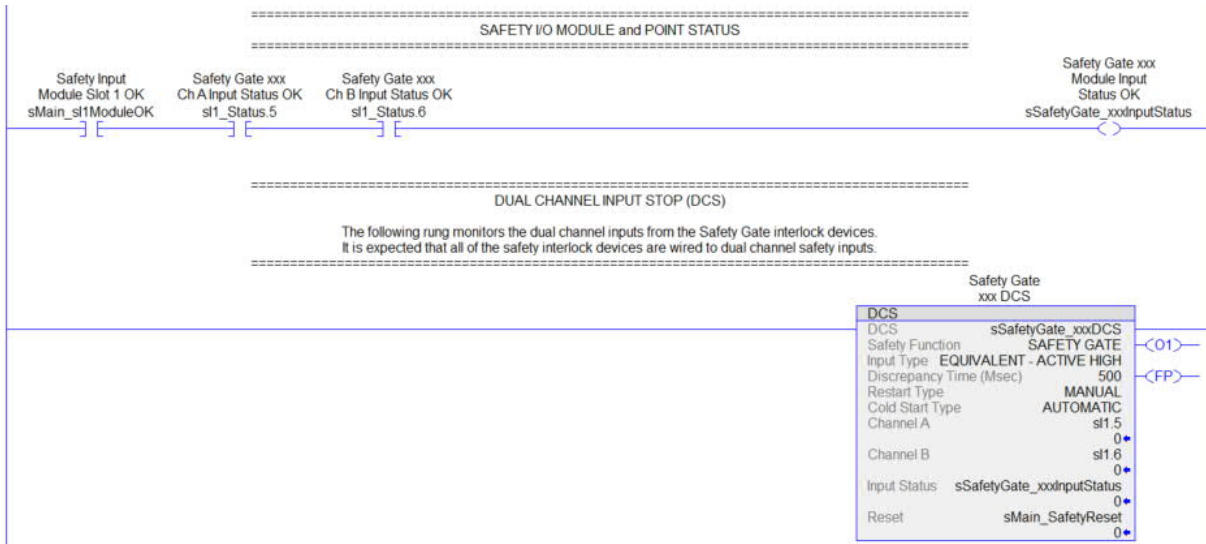 ================================================================================
SAFETY I/O MODULE and POINT STATUS
================================================================================
Safety Input
Module Slot 1 OK
sMain_sI1ModuleOK
Safety Gate xxx
Ch A Input Status OK
sI1_Status.5
Safety Gate xxx
Ch B Input Status OK
sI1_Status.6
Safety Gate xxx
Module Input
Status OK
sSafetyGate_xxxInputStatus
================================================================================
DUAL CHANNEL INPUT STOP (DCS)
The following rung monitors the dual channel inputs from the Safety Gate interlock devices.
It is expected that all of the safety interlock devices are wired to dual channel safety inputs.
================================================================================
Safety Gate
xxx DCS
DCS
DCS sSafetyGate_xxxDCS
Safety Function SAFETY GATE
Input Type EQUIVALENT - ACTIVE HIGH
Discrepancy Time (Msec) 500
Restart Type MANUAL
Cold Start Type AUTOMATIC
Channel A sI1.5
0
Channel B sI1.6
0
Input Status sSafetyGate_xxxInputStatus
0
Reset sMain_SafetyReset
0
O1
FP